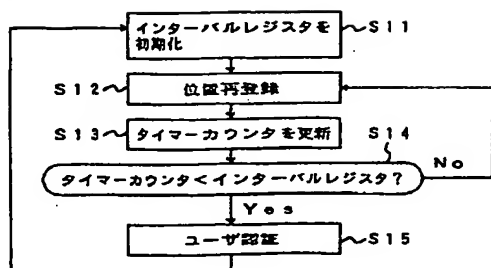 インターバルレジスタを
初期化
S11
S12
位置再登録
S13
タイマーカウンタを更新
S14
タイマーカウンタ<インターバルレジスタ?
No
Yes
ユーザ認証
S15